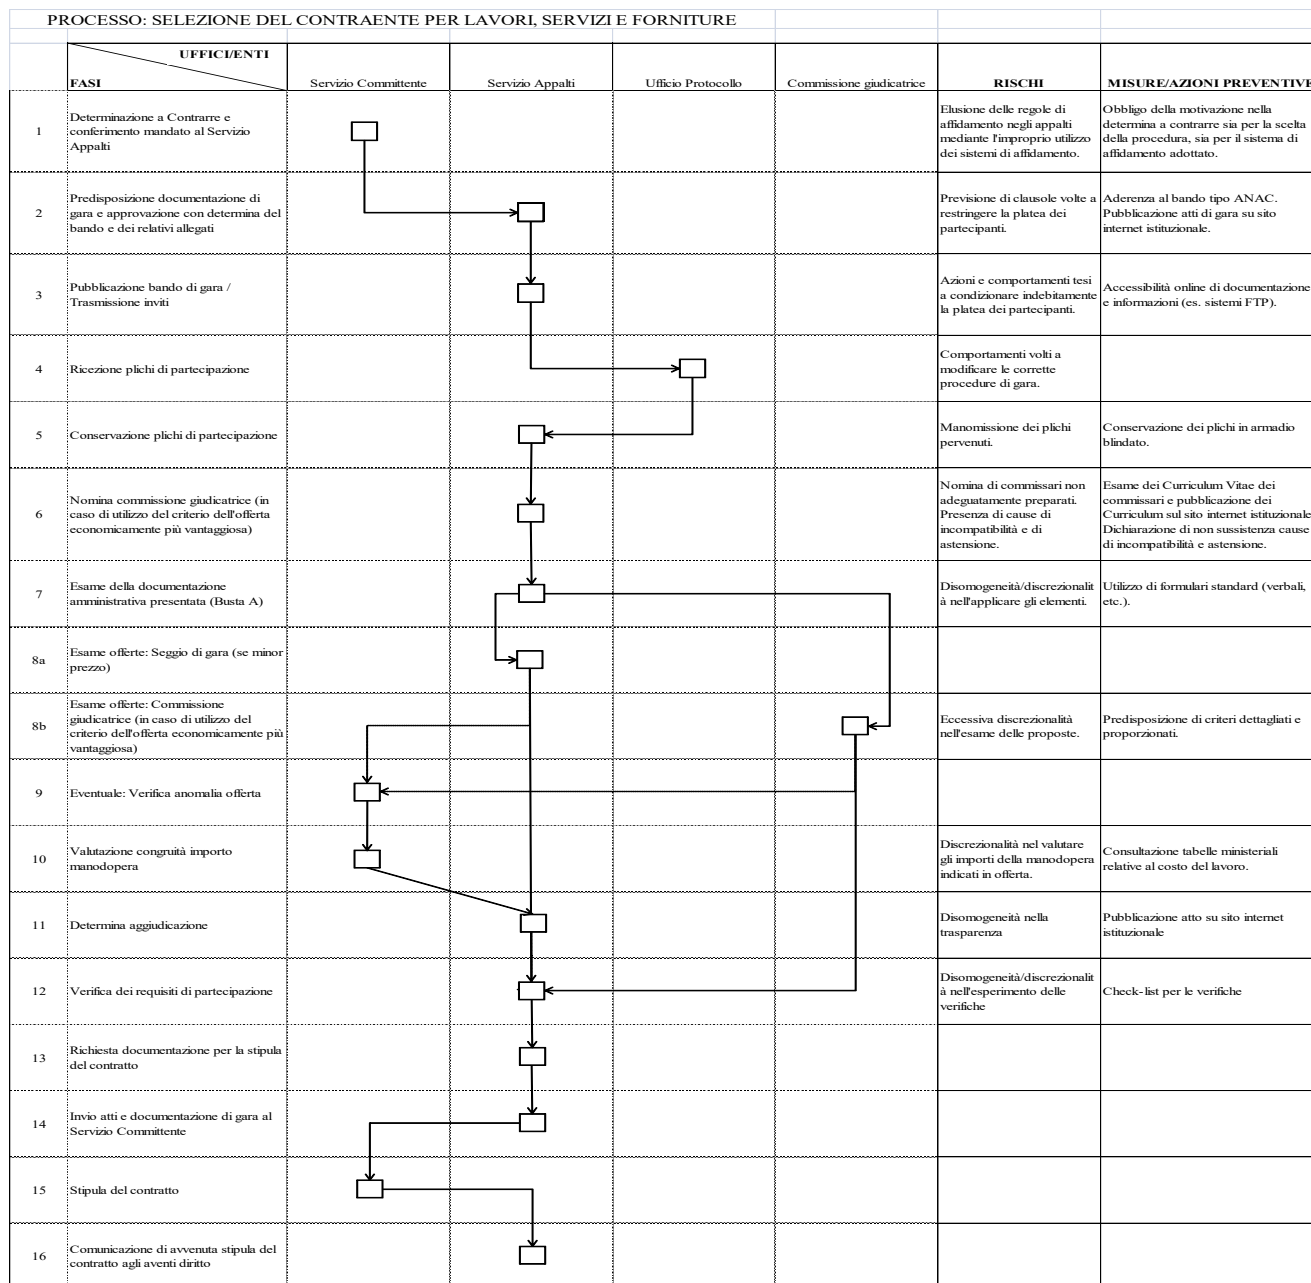 PROCESSO: SELEZIONE DEL CONTRAENTE PER LAVORI, SERVIZI E FORNITURE
UFFICI/ENTI
FASI
Servizio Committente
Servizio Appalti
Ufficio Protocollo
Commissione giudicatrice
RISCHI
MISURE/AZIONI PREVENTIVE
1
Determinazione a Contrarre e
conferimento mandato al Servizio
Appalti
Elusione delle regole di
affidamento negli appalti
mediante l'improprio utilizzo
dei sistemi di affidamento.
Obbligo della motivazione nella
determina a contrarre sia per la scelta
della procedura, sia per il sistema di
affidamento adottato.
2
Predisposizione documentazione di
gara e approvazione con determina del
bando e dei relativi allegati
Previsione di clausole volte a
restringere la platea dei
partecipanti.
Aderenza al bando tipo ANAC.
Pubblicazione atti di gara su sito
internet istituzionale.
3
Pubblicazione bando di gara /
Trasmissione inviti
Azioni e comportamenti tesi
a condizionare indebitamente
la platea dei partecipanti.
Accessibilità online di documentazione
e informazioni (es. sistemi FTP).
4
Ricezione plichi di partecipazione
Comportamenti volti a
modificare le corrette
procedure di gara.
5
Conservazione plichi di partecipazione
Manomissione dei plichi
pervenuti.
Conservazione dei plichi in armadio
blindato.
6
Nomina commissione giudicatrice (in
caso di utilizzo del criterio dell'offerta
economicamente più vantaggiosa)
Nomina di commissari non
adeguatamente preparati.
Presenza di cause di
incompatibilità e di
astensione.
Esame dei Curriculum Vitae dei
commissari e pubblicazione dei
Curriculum sul sito internet istituzionale
Dichiarazione di non sussistenza cause
di incompatibilità e astensione.
7
Esame della documentazione
amministrativa presentata (Busta A)
Disomogeneità/discrezionalit
à nell'applicare gli elementi.
Utilizzo di formulari standard (verbali,
etc.).
8a
Esame offerte: Seggio di gara (se minor
prezzo)
8b
Esame offerte: Commissione
giudicatrice (in caso di utilizzo del
criterio dell'offerta economicamente più
vantaggiosa)
Eccessiva discrezionalità
nell'esame delle proposte.
Predisposizione di criteri dettagliati e
proporzionati.
9
Eventuale: Verifica anomalia offerta
10
Valutazione congruità importo
manodopera
Discrezionalità nel valutare
gli importi della manodopera
indicati in offerta.
Consultazione tabelle ministeriali
relative al costo del lavoro.
11
Determina aggiudicazione
Disomogeneità nella
trasparenza
Pubblicazione atto su sito internet
istituzionale
12
Verifica dei requisiti di partecipazione
Disomogeneità/discrezionalit
à nell'esperimento delle
verifiche
Check-list per le verifiche
13
Richiesta documentazione per la stipula
del contratto
14
Invio atti e documentazione di gara al
Servizio Committente
15
Stipula del contratto
16
Comunicazione di avvenuta stipula del
contratto agli aventi diritto